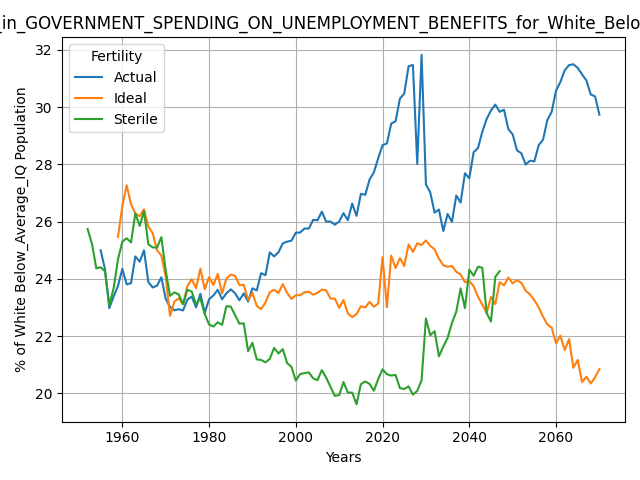 _in_GOVERNMENT_SPENDING_ON_UNEMPLOYMENT_BENEFITS_for_White_Belo
% of White Below_Average_IQ Population
32
30
28
26
24
22
20
Fertility
Actual
Ideal
Sterile
1960
1980
2000
2020
2040
2060
Years